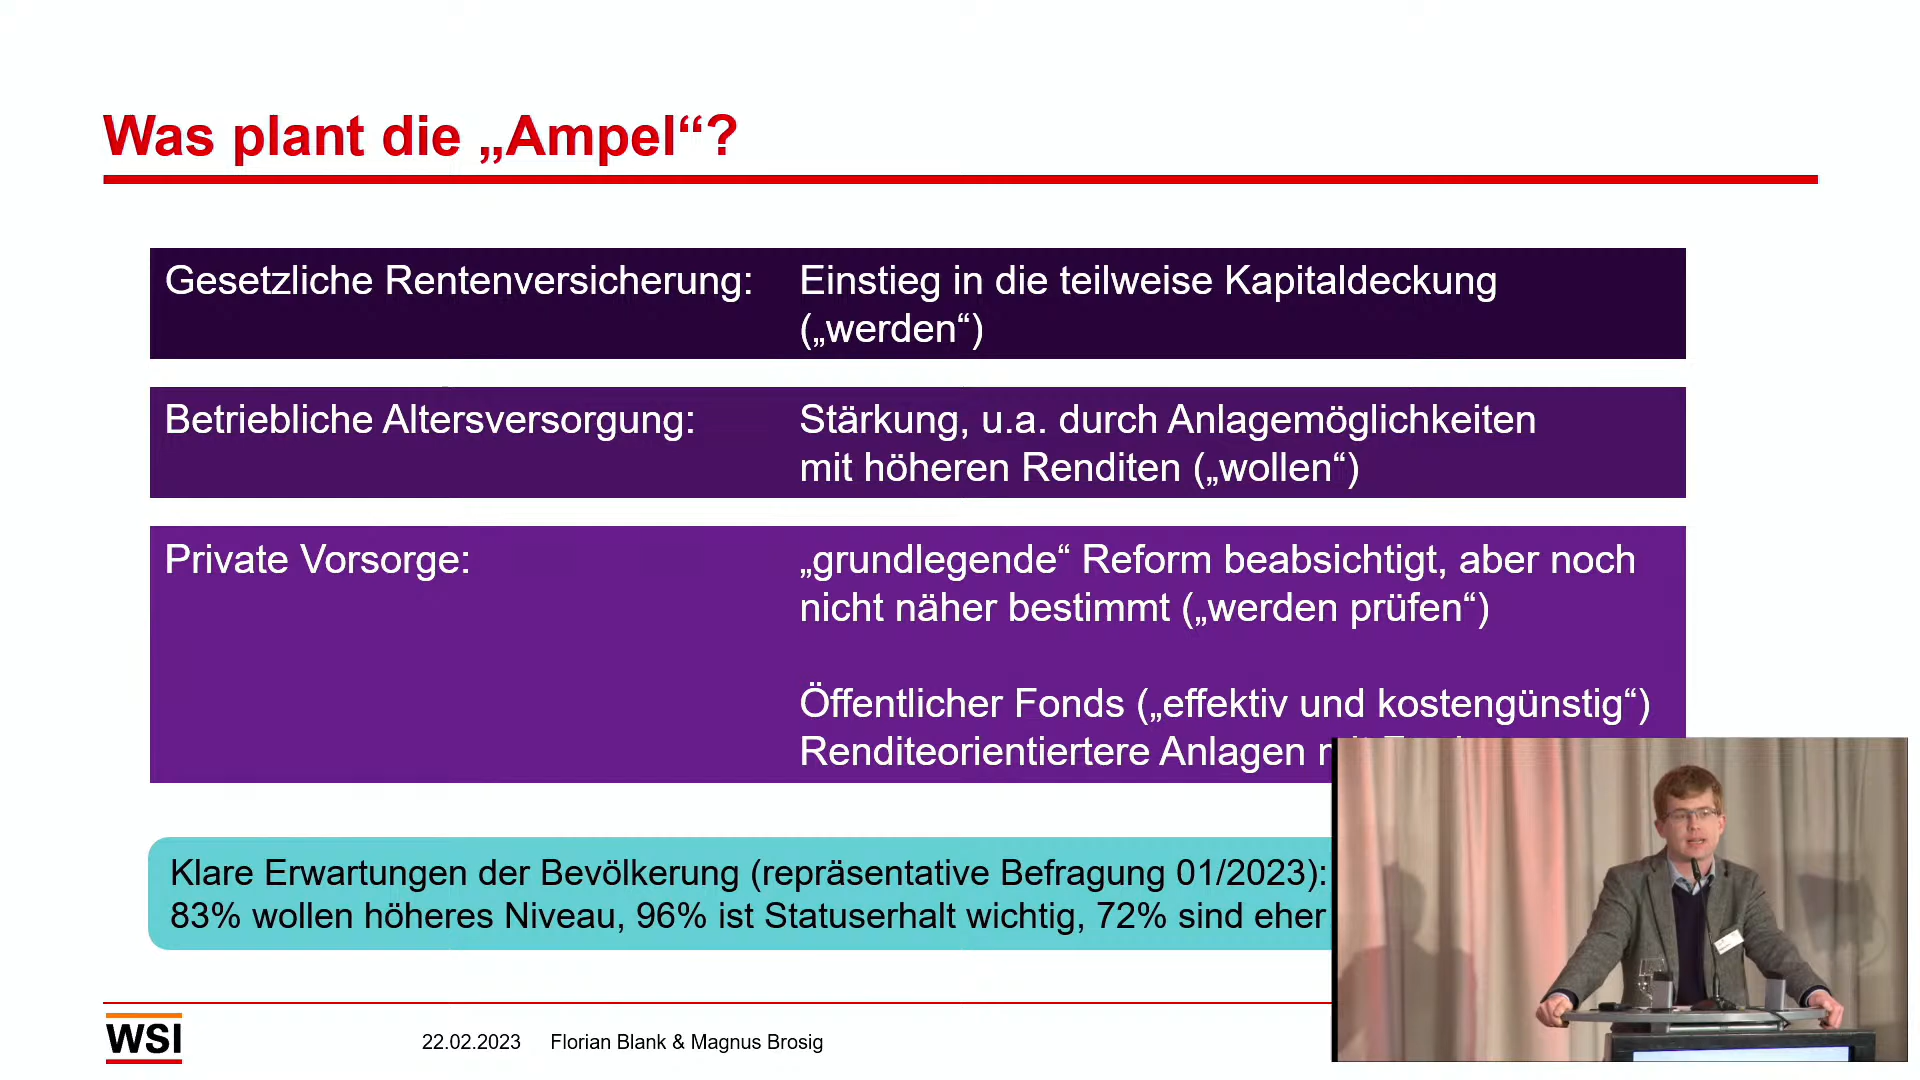 Was plant die „Ampel“?
Gesetzliche Rentenversicherung: Einstieg in die teilweise Kapitaldeckung
(„werden“)
Betriebliche Altersversorgung: Stärkung, u.a. durch Anlagemöglichkeiten
mit höheren Renditen („wollen“)
Private Vorsorge: „grundlegende“ Reform beabsichtigt, aber noch
nicht näher bestimmt („werden prüfen“)
Öffentlicher Fonds („effektiv und kostengünstig“)
Renditeorientiertere Anlagen
Klare Erwartungen der Bevölkerung (repräsentative Befragung 01/2023):
83% wollen höheres Niveau, 96% ist Statuserhalt wichtig, 72% sind eher
WSI
22.02.2023 Florian Blank & Magnus Brosig